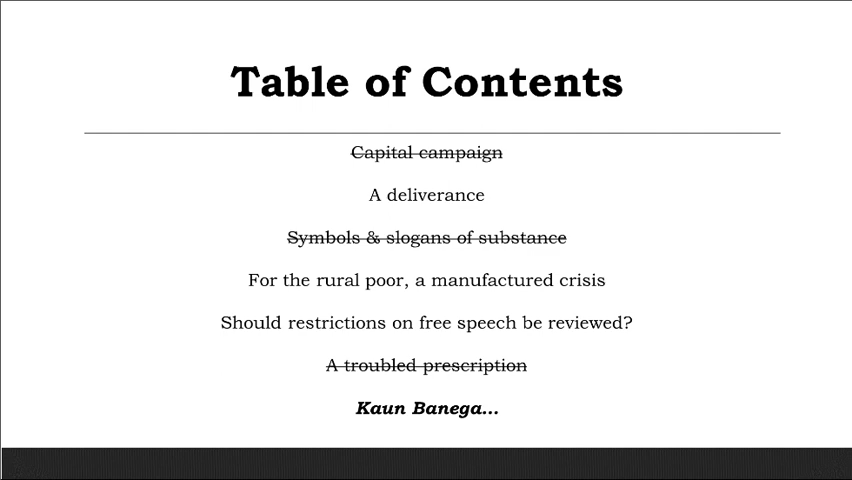 Table of Contents
Capital campaign
A deliverance
Symbols & slogans of substance
For the rural poor, a manufactured crisis
Should restrictions on free speech be reviewed?
A troubled prescription
Kaun Banega...